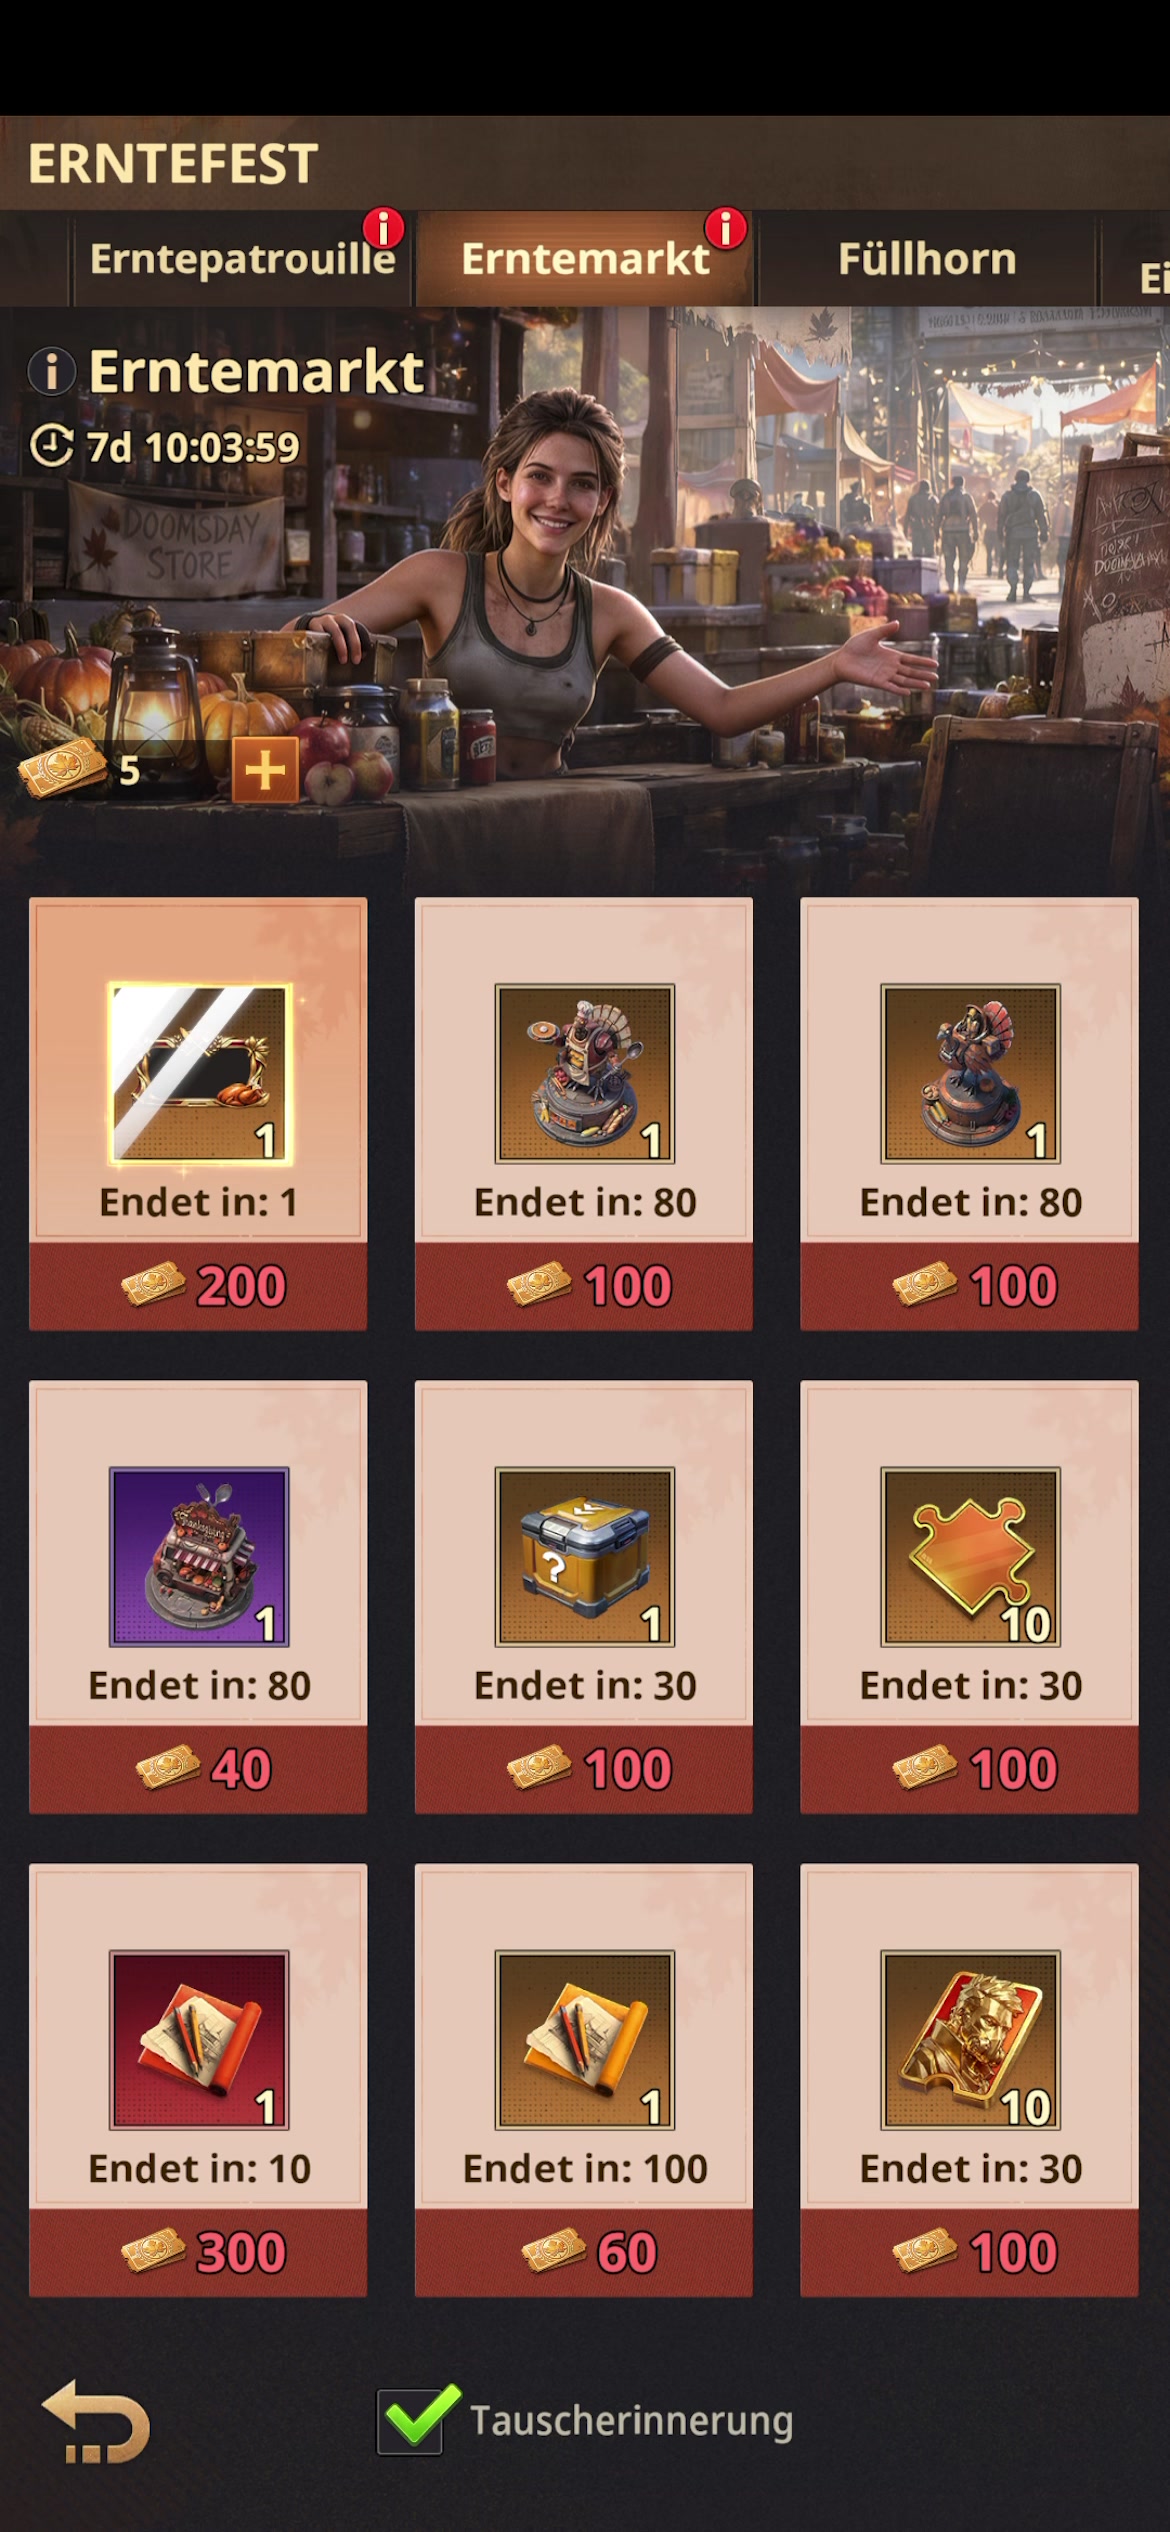 ERNTEFEST
Erntepatrouille
Erntemarkt
Füllhorn
Ei
Erntemarkt
7d 10:03:59
DOOMSDAY
STORE
5
1
1
1
Endet in: 1
Endet in: 80
Endet in: 80
200
100
100
Thanksgiving
?
1
1
10
Endet in: 80
Endet in: 30
Endet in: 30
40
100
100
1
1
10
Endet in: 10
Endet in: 100
Endet in: 30
300
60
100
Tauscherinnerung